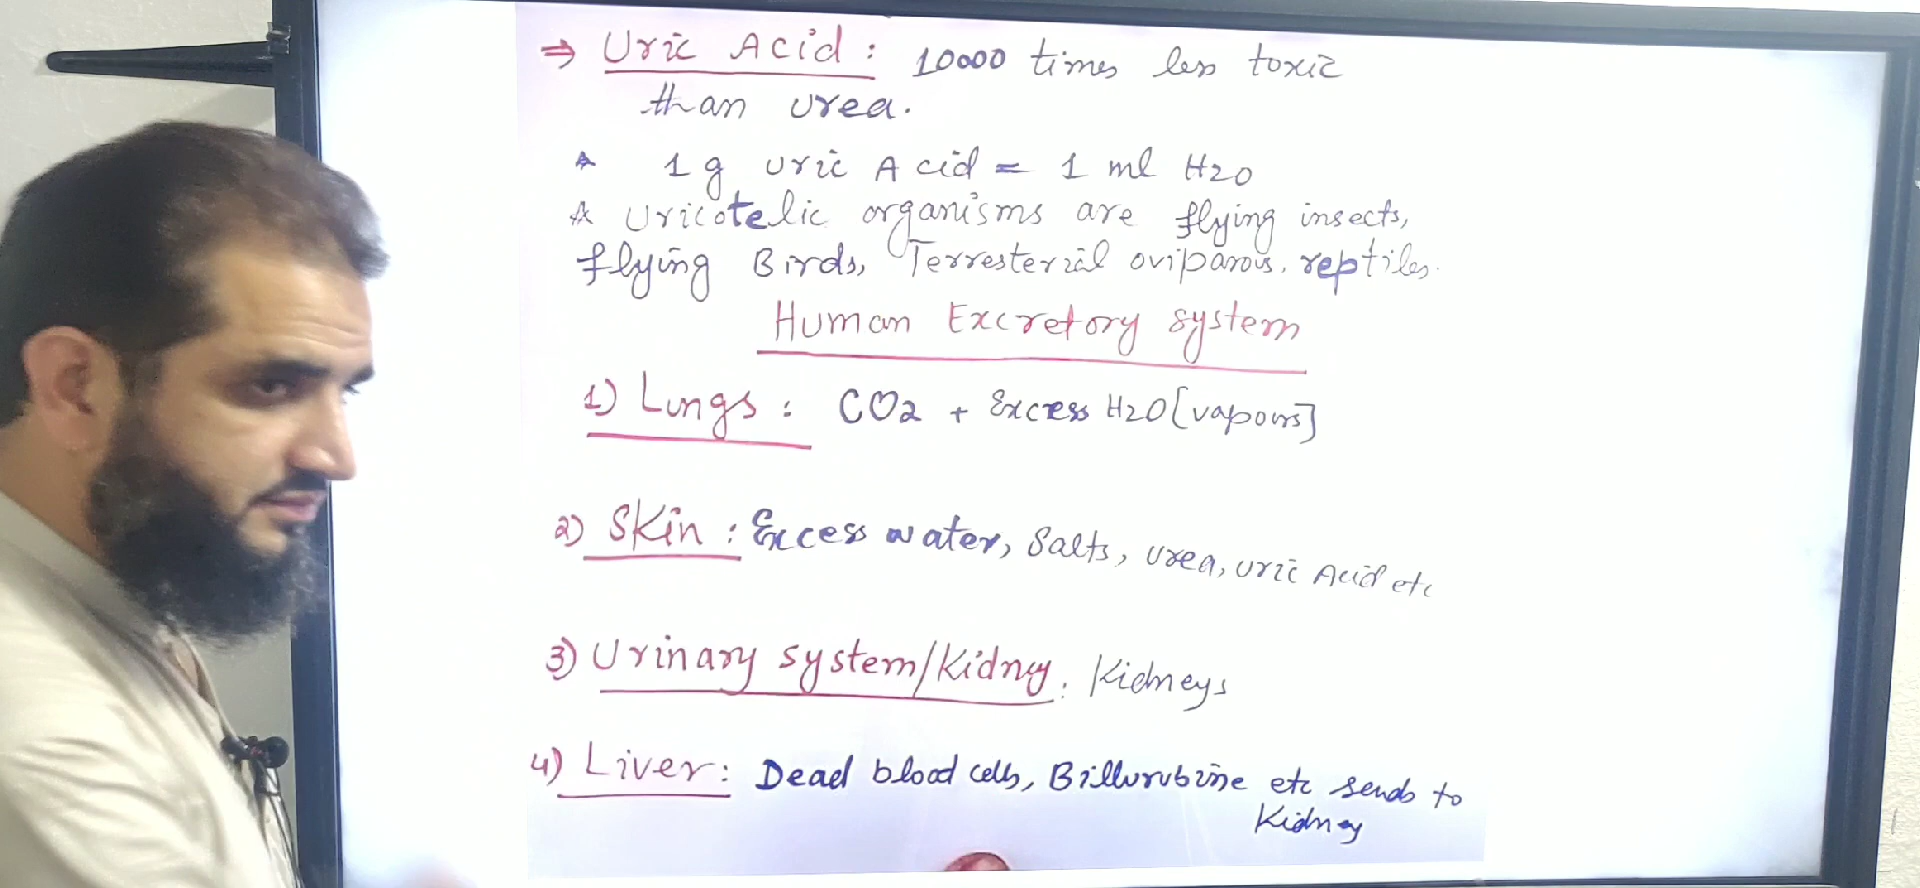 ⇒ Uric Acid : 10000 times less toxic
than urea.
1g uric Acid = 1 ml H2O
Uricotelic organisms are flying insects,
flying Birds, Terresterial oviparous, reptiles.
Human Excretory system
1) Lungs : CO2 + Excess H2O [vapours]
2) Skin : Excess water, Salts, urea, uric Acid etc
3) Urinary system/Kidney : Kidneys
4) Liver : Dead blood cells, Billurubine etc sends to
Kidney